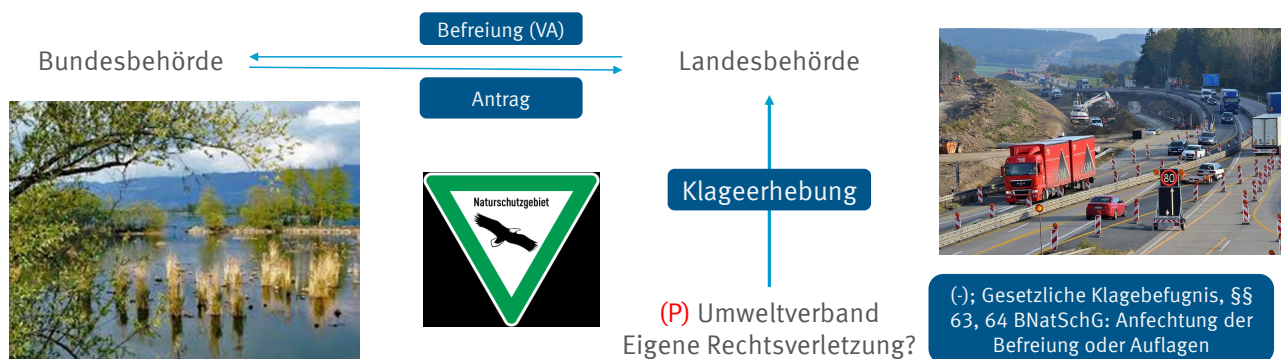 Befreiung (VA)
Bundesbehörde
Landesbehörde
Antrag
Naturschutzgebiet
Klageerhebung
80
(P) Umweltverband
Eigene Rechtsverletzung?
(-); Gesetzliche Klagebefugnis, §§
63, 64 BNatSchG: Anfechtung der
Befreiung oder Auflagen